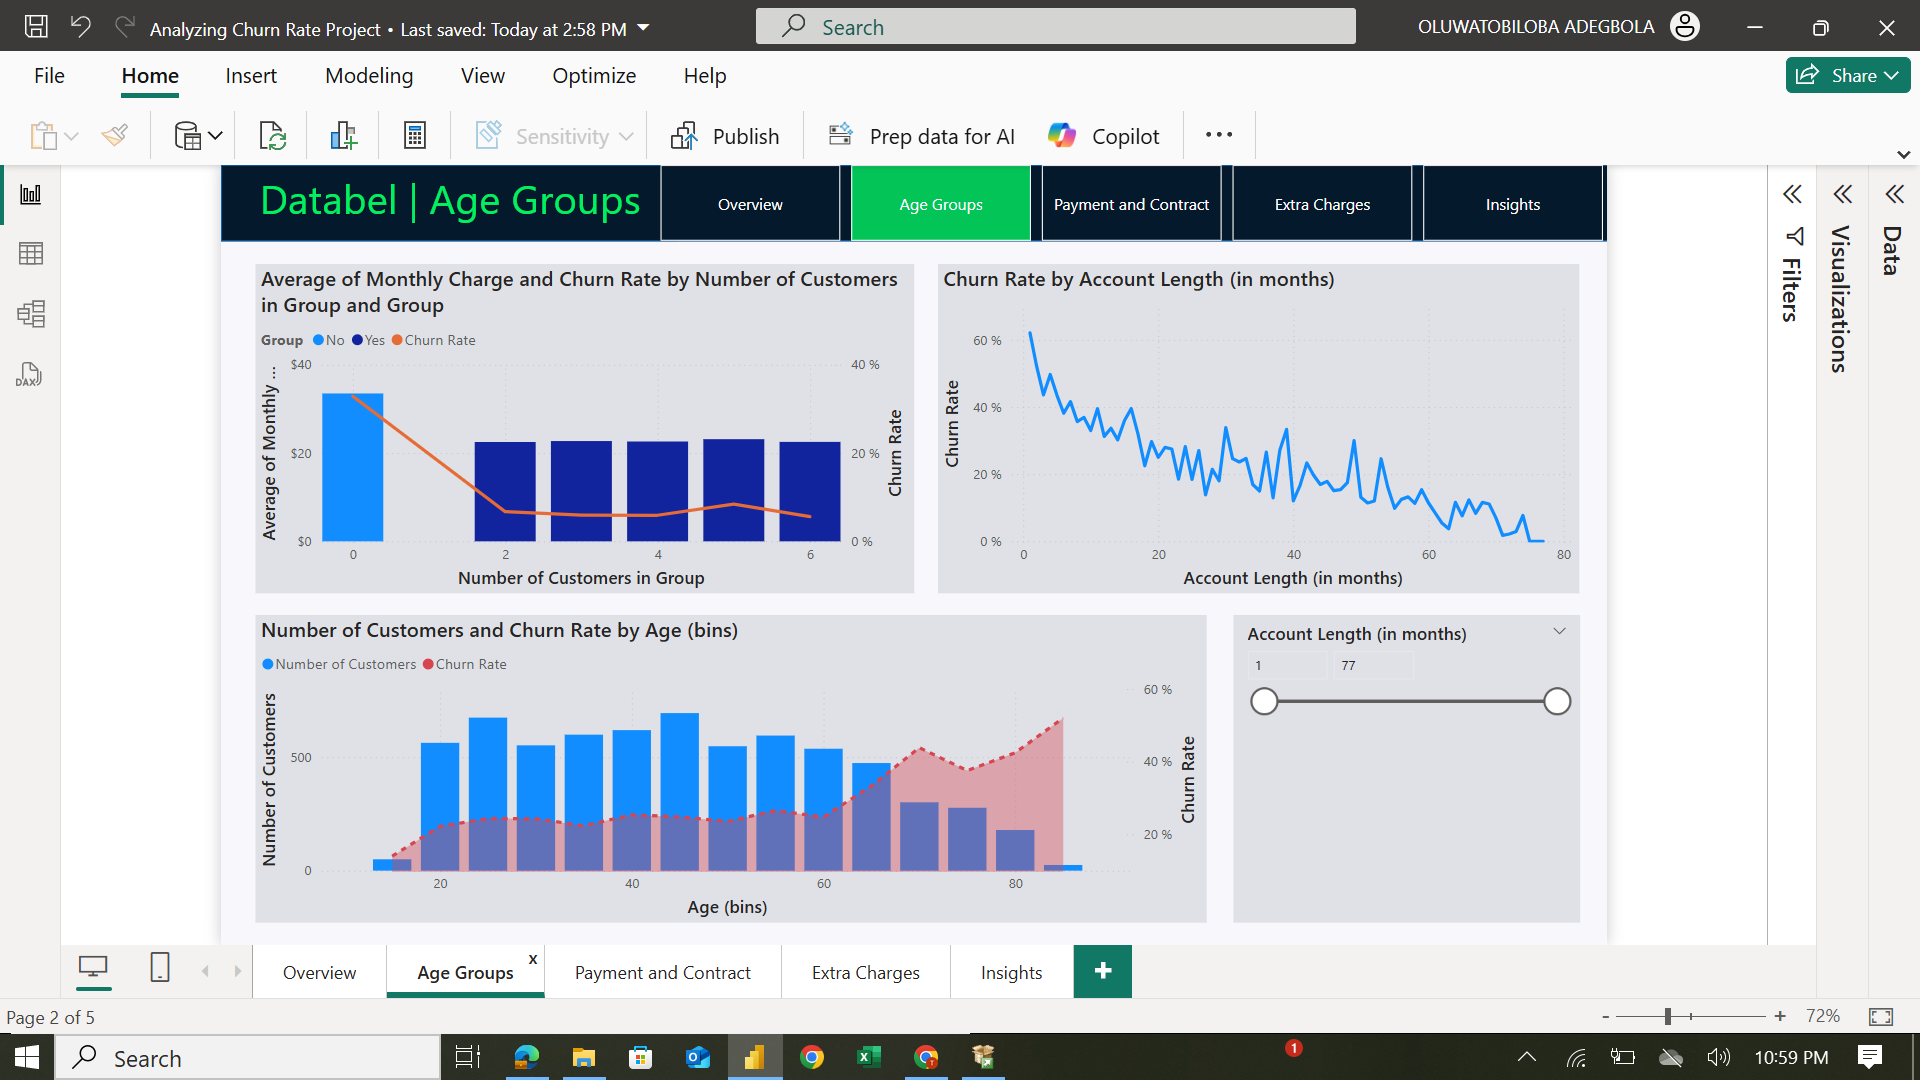 Analyzing Churn Rate Project • Last saved: Today at 2:58 PM
Search
OLUWATOBILOBA ADEGBOLA
File Home Insert Modeling View Optimize Help
Share
Sensitivity
Publish
Prep data for AI
Copilot
Databel | Age Groups
Overview
Age Groups
Payment and Contract
Extra Charges
Insights
Filters
Visualizations
Data
DAX
Average of Monthly Charge and Churn Rate by Number of Customers
in Group and Group
Group No Yes Churn Rate
Average of Monthly ...
$40
$20
$0
40 %
20 %
0 %
Churn Rate
0 2 4 6
Number of Customers in Group
Churn Rate by Account Length (in months)
Churn Rate
60 %
40 %
20 %
0 %
0 20 40 60 80
Account Length (in months)
Number of Customers and Churn Rate by Age (bins)
Number of Customers Churn Rate
Number of Customers
500
0
60 %
40 %
20 %
Churn Rate
20 40 60 80
Age (bins)
Account Length (in months)
1 77
Overview
Age Groups x
Payment and Contract
Extra Charges
Insights
+
Page 2 of 5
- + 72%
Search
1
10:59 PM